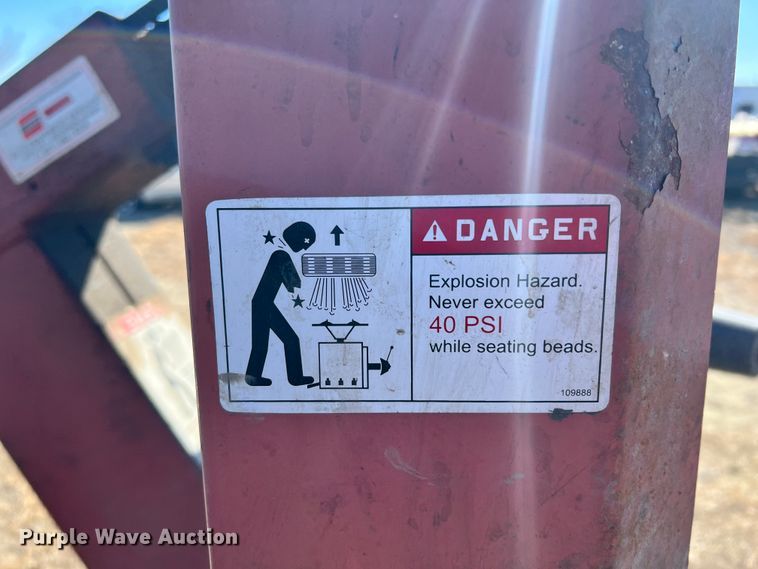 DANGER
Explosion Hazard.
Never exceed
40 PSI
while seating beads.
109888
Purple Wave Auction